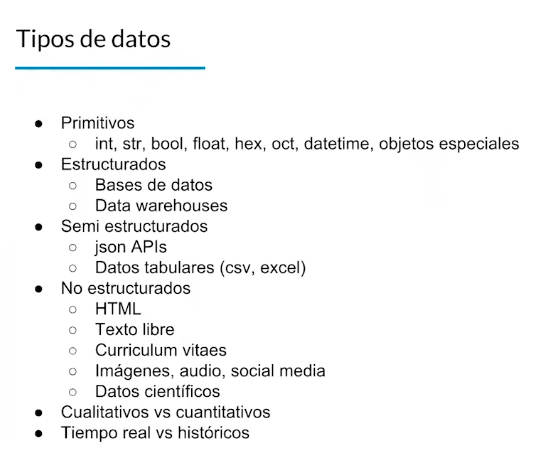 Tipos de datos
● Primitivos
○ int, str, bool, float, hex, oct, datetime, objetos especiales
● Estructurados
○ Bases de datos
○ Data warehouses
● Semi estructurados
○ json APIs
○ Datos tabulares (csv, excel)
● No estructurados
○ HTML
○ Texto libre
○ Curriculum vitaes
○ Imágenes, audio, social media
○ Datos científicos
● Cualitativos vs cuantitativos
● Tiempo real vs históricos